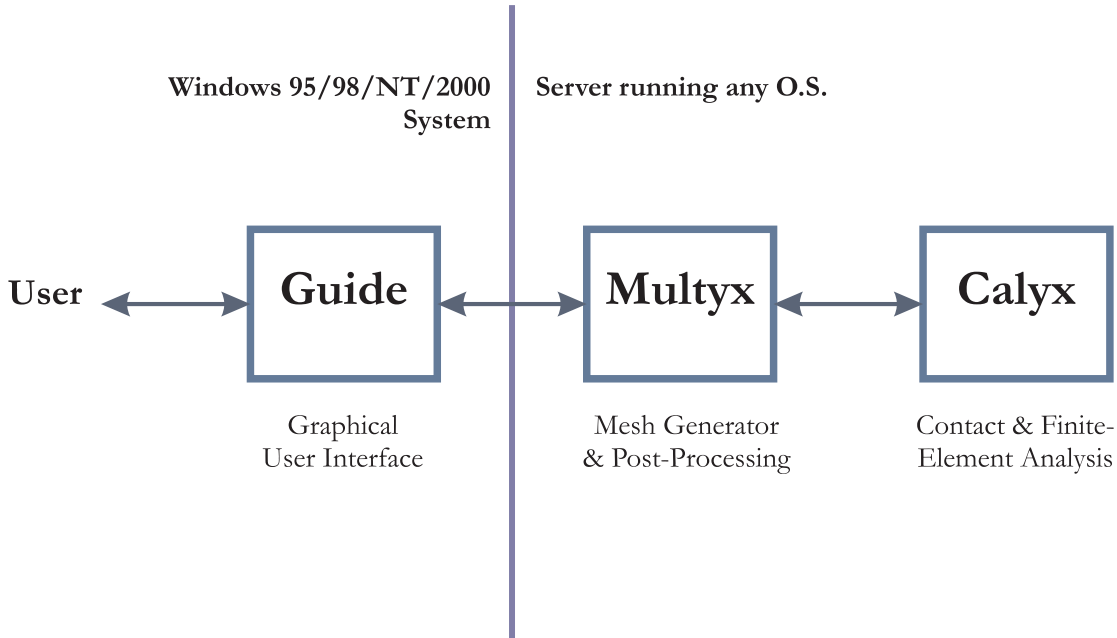 Windows 95/98/NT/2000
System
Server running any O.S.
User
Guide
Multyx
Calyx
Graphical
User Interface
Mesh Generator
& Post-Processing
Contact & Finite-
Element Analysis